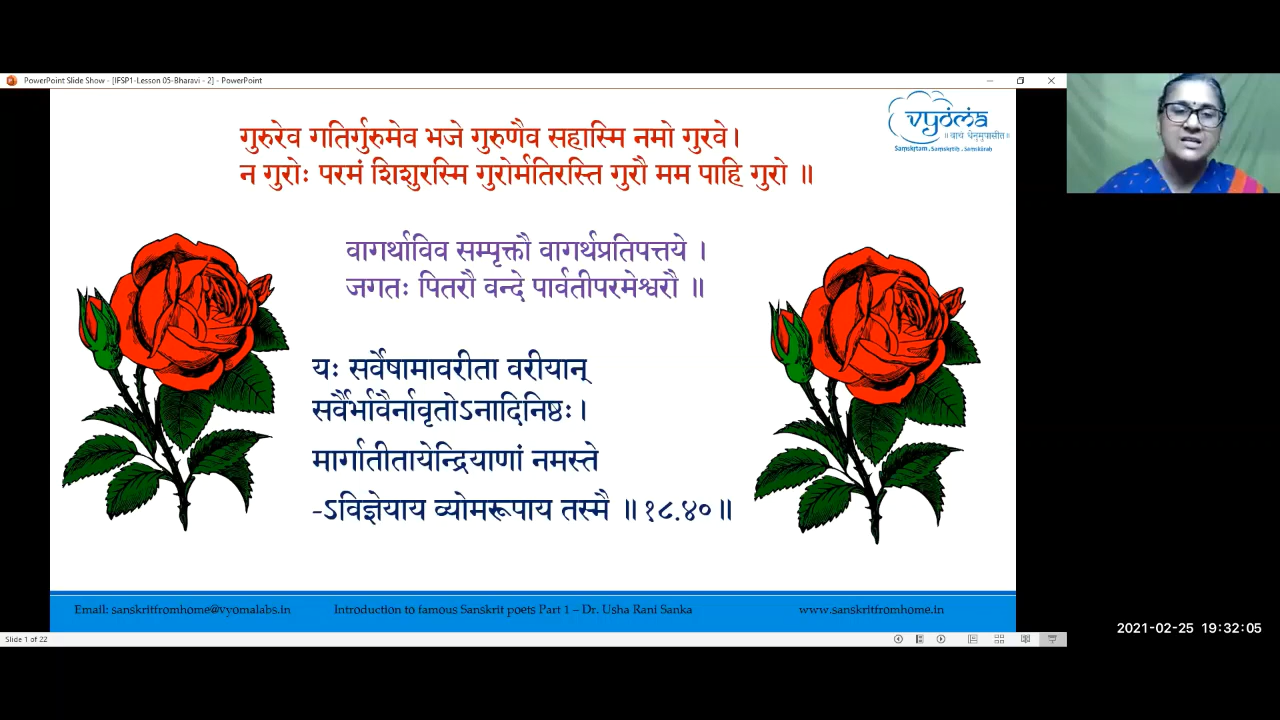 PowerPoint Slide Show - [IFSP1-Lesson 05-Bharavi - 2] - PowerPoint
vyoma
॥ वाचं धेनुमुपासीत॥
Saṃskṛtam . Saṃskṛtiḥ . Saṃskāraḥ
गुरुरेव गतिर्गुरुमेव भजे गुरुणैव सहास्मि नमो गुरवे।
न गुरोः परमं शिशुरस्मि गुरोर्मतिरस्ति गुरौ मम पाहि गुरो ॥
वागर्थाविव सम्पृक्तौ वागर्थप्रतिपत्तये ।
जगतः पितरौ वन्दे पार्वतीपरमेश्वरौ ॥
यः सर्वेषामावरीता वरीयान्
सर्वैर्भावैर्नावृतोऽनादिनिष्ठः।
मार्गातीतायेन्द्रियाणां नमस्ते
-ऽविज्ञेयाय व्योमरूपाय तस्मै ॥१८.४०॥
Email: sanskritfromhome@vyomalabs.in Introduction to famous Sanskrit poets Part 1 – Dr. Usha Rani Sanka www.sanskritfromhome.in
Slide 1 of 22
2021-02-25 19:32:05